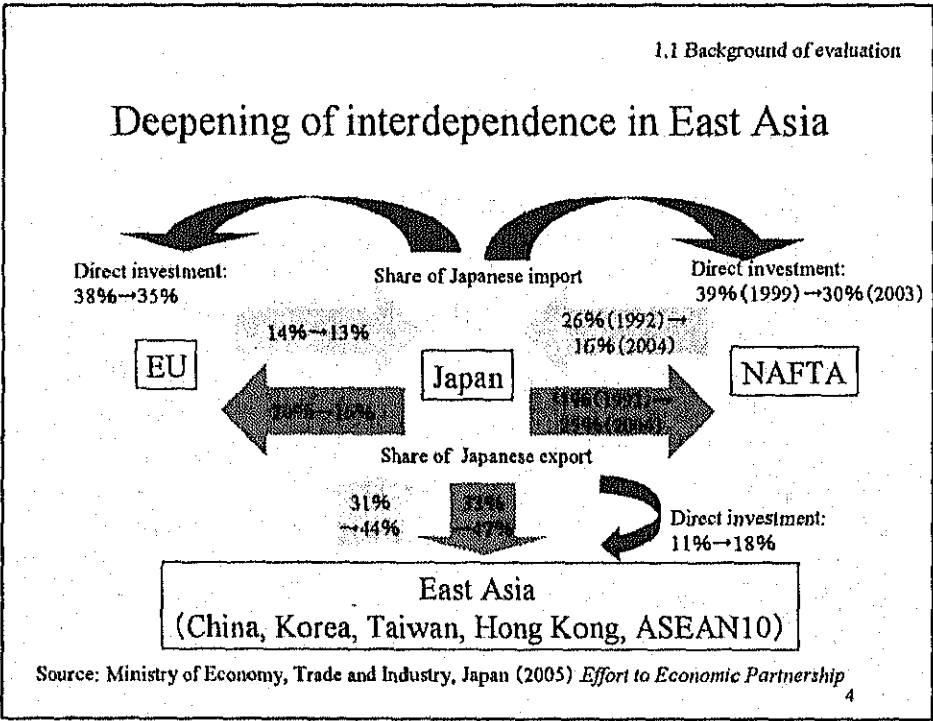 1.1 Background of evaluation
Deepening of interdependence in East Asia
Direct investment:
38%→35%
Share of Japanese import
Direct investment:
39%(1999)→30%(2003)
14%→13%
26%(1992)→
16%(2004)
EU
Japan
NAFTA
Share of Japanese export
31%
→44%
33%
→47%
Direct investment:
11%→18%
East Asia
(China, Korea, Taiwan, Hong Kong, ASEAN10)
Source: Ministry of Economy, Trade and Industry, Japan (2005) Effort to Economic Partnership
4